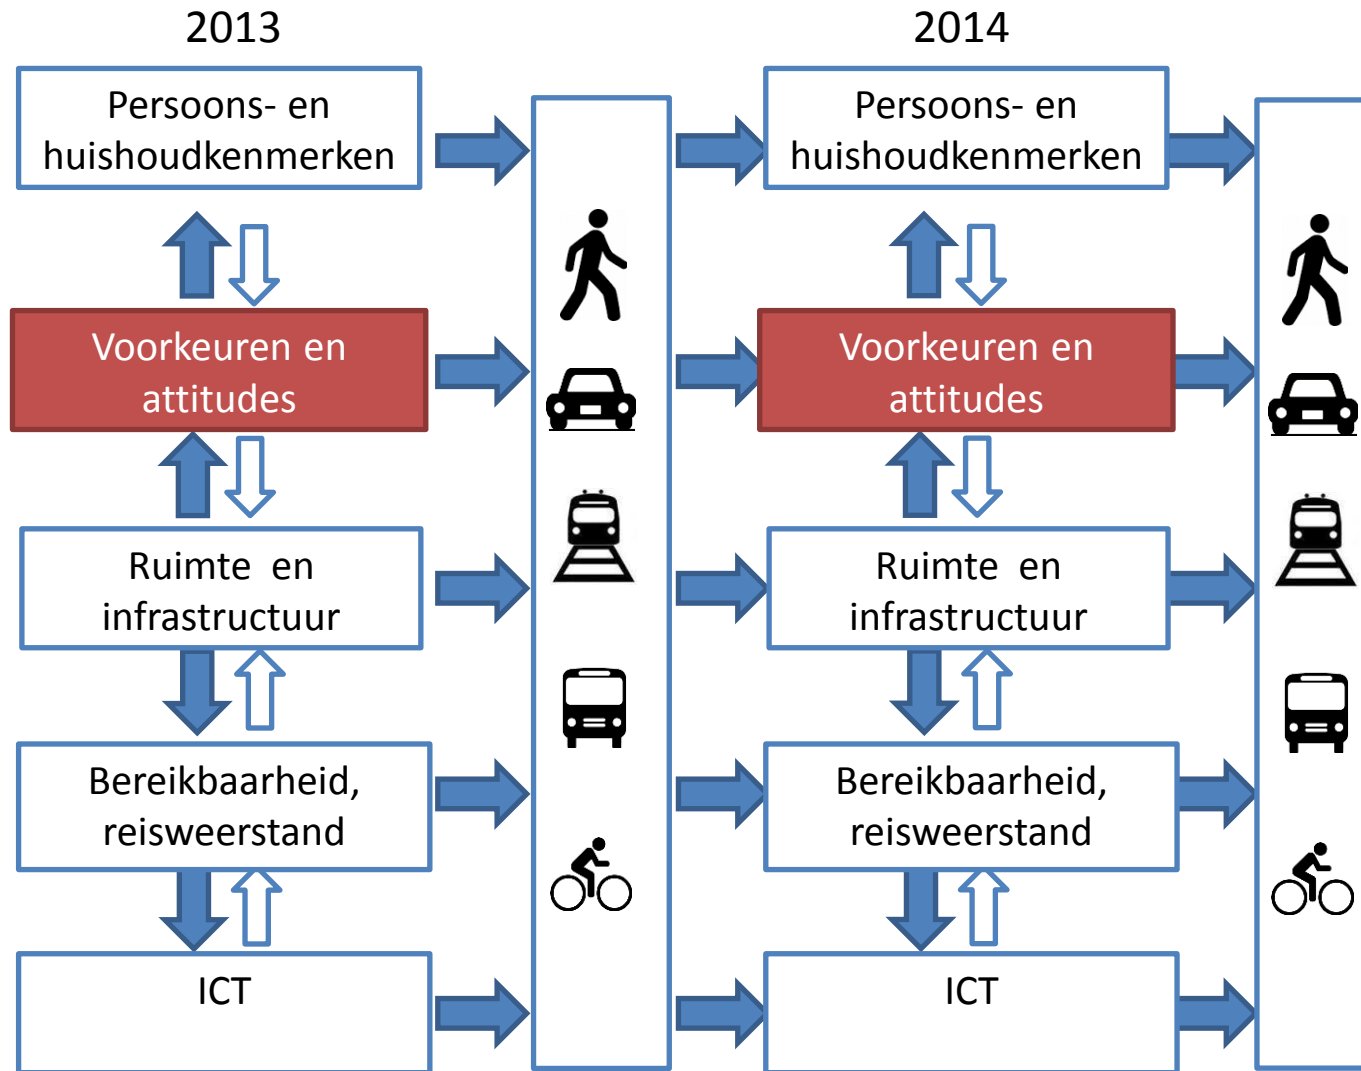 2013
Persoons- en
huishoudkenmerken
Voorkeuren en
attitudes
Ruimte en
infrastructuur
Bereikbaarheid,
reisweerstand
ICT
2014
Persoons- en
huishoudkenmerken
Voorkeuren en
attitudes
Ruimte en
infrastructuur
Bereikbaarheid,
reisweerstand
ICT